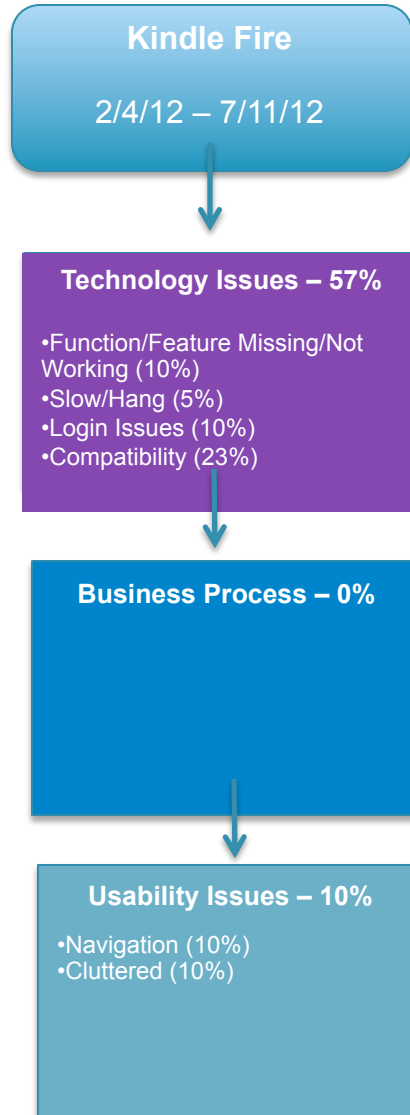 Kindle Fire
2/4/12 – 7/11/12
Technology Issues – 57%
•Function/Feature Missing/Not
Working (10%)
•Slow/Hang (5%)
•Login Issues (10%)
•Compatibility (23%)
Business Process – 0%
Usability Issues – 10%
•Navigation (10%)
•Cluttered (10%)